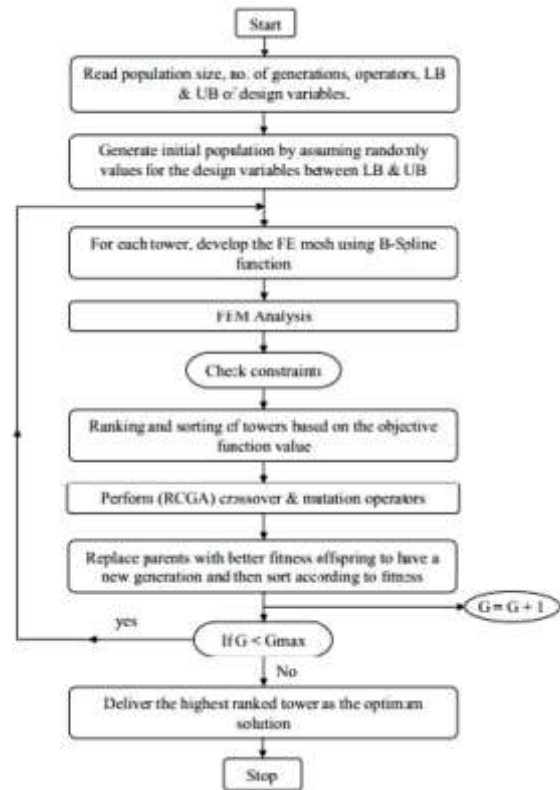 Start
Read population size, no. of generations, operators, LB
& UB of design variables.
Generate initial population by assuming randomly
values for the design variables between LB & UB
For each tower, develop the FE mesh using B-Spline
function
FEM Analysis
Check constraints
Ranking and sorting of towers based on the objective
function value
Perform (RCGA) crossover & mutation operators
Replace parents with better fitness offspring to have a
new generation and then sort according to fitness
G = G + 1
yes
If G < Gmax
No
Deliver the highest ranked tower as the optimum
solution
Stop